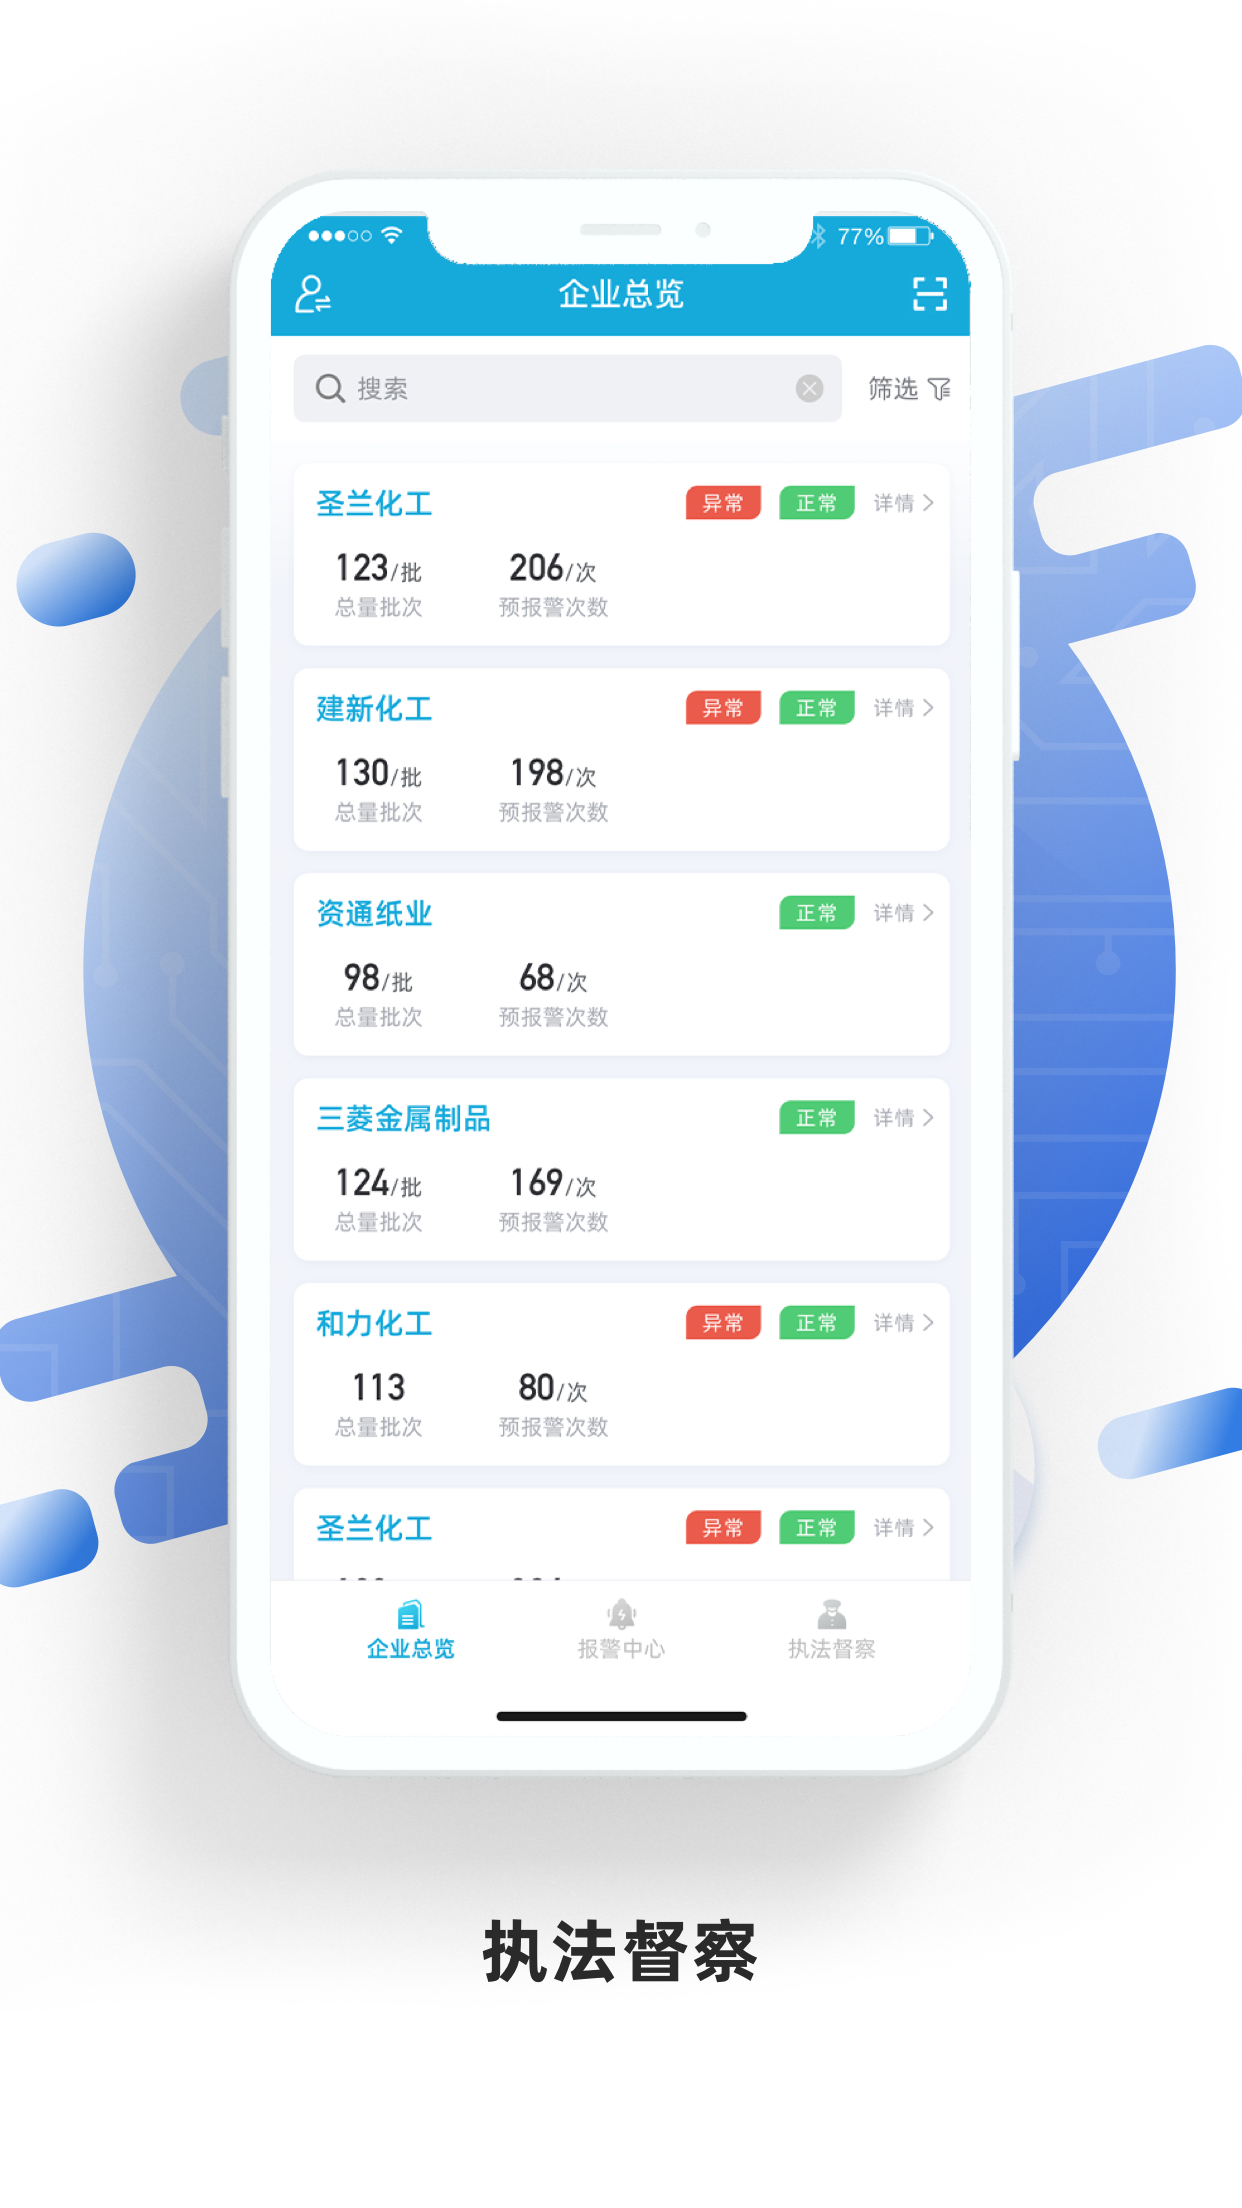 77%
企业总览
搜索 筛选
圣兰化工 异常 正常 详情
123/批 206/次
总量批次 预报警次数
建新化工 异常 正常 详情
130/批 198/次
总量批次 预报警次数
资通纸业 正常 详情
98/批 68/次
总量批次 预报警次数
三菱金属制品 正常 详情
124/批 169/次
总量批次 预报警次数
和力化工 异常 正常 详情
113 80/次
总量批次 预报警次数
圣兰化工 异常 正常 详情
企业总览 报警中心 执法督察
执法督察